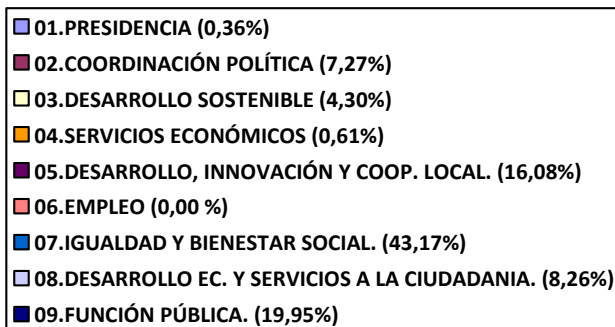 01.PRESIDENCIA (0,36%)
02.COORDINACIÓN POLÍTICA (7,27%)
03.DESARROLLO SOSTENIBLE (4,30%)
04.SERVICIOS ECONÓMICOS (0,61%)
05.DESARROLLO, INNOVACIÓN Y COOP. LOCAL. (16,08%)
06.EMPLEO (0,00 %)
07.IGUALDAD Y BIENESTAR SOCIAL. (43,17%)
08.DESARROLLO EC. Y SERVICIOS A LA CIUDADANIA. (8,26%)
09.FUNCIÓN PÚBLICA. (19,95%)